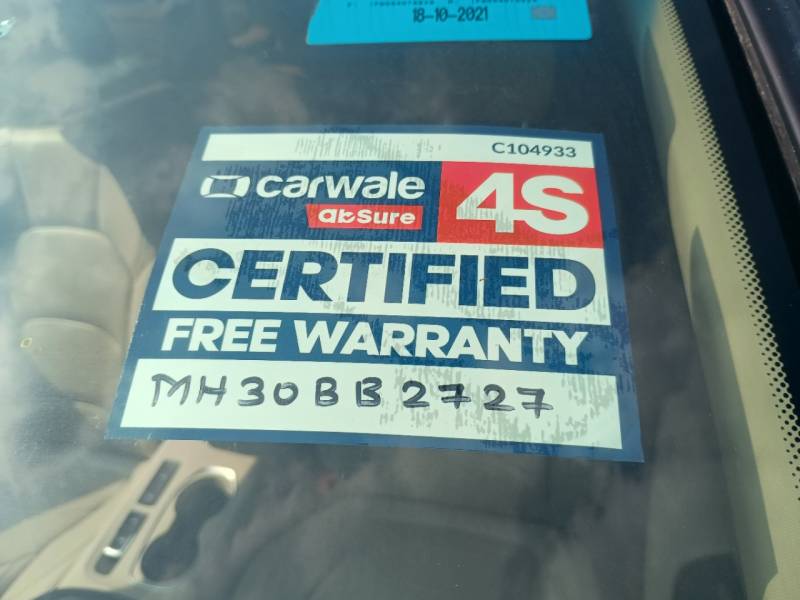 18-10-2021
C104933
carwale 4S
abSure
CERTIFIED
FREE WARRANTY
MH30BB2727